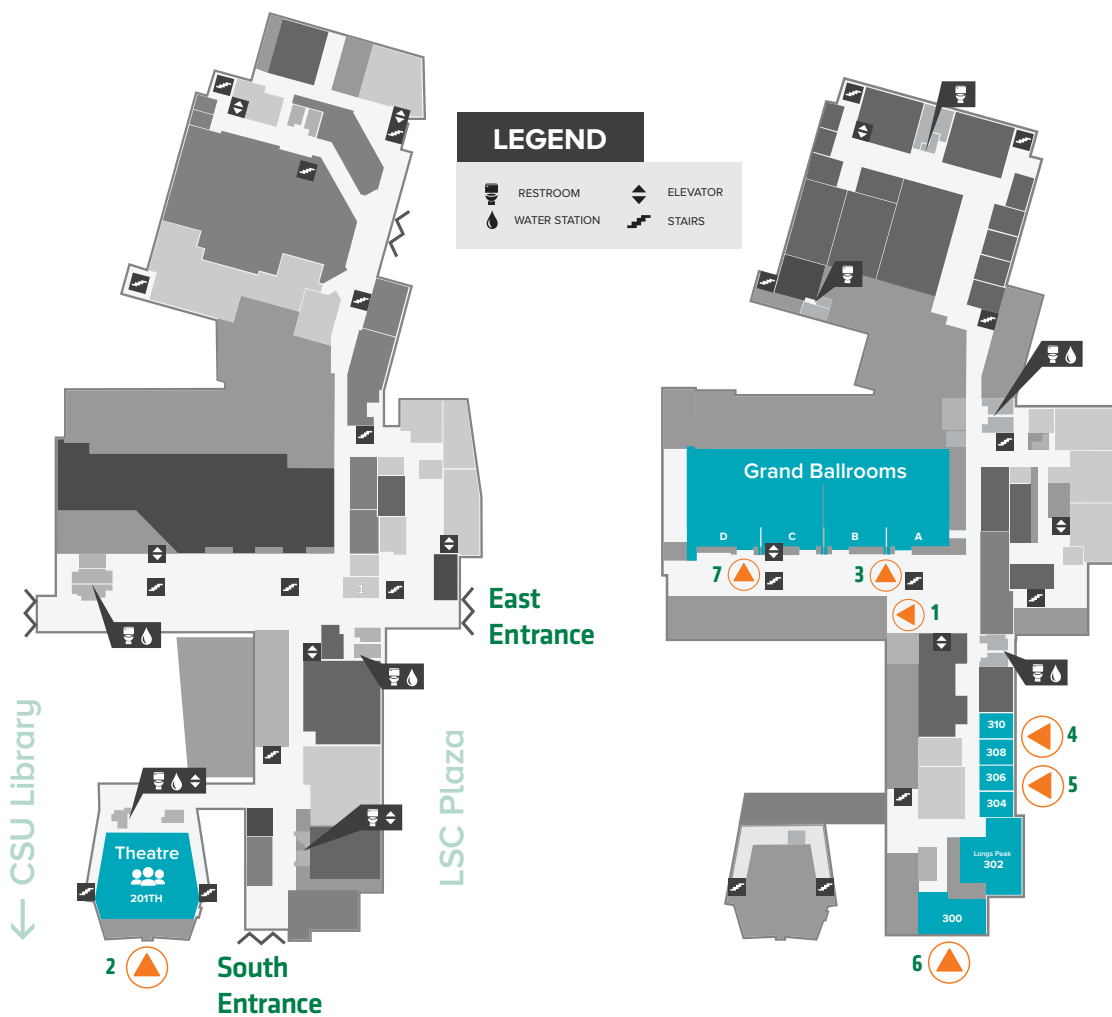 LEGEND
RESTROOM
ELEVATOR
WATER STATION
STAIRS
i
East
Entrance
← CSU Library
LSC Plaza
Theatre
201TH
2
South
Entrance
Grand Ballrooms
D
C
B
A
7
3
1
310
4
308
306
5
304
Longs Peak
302
300
6